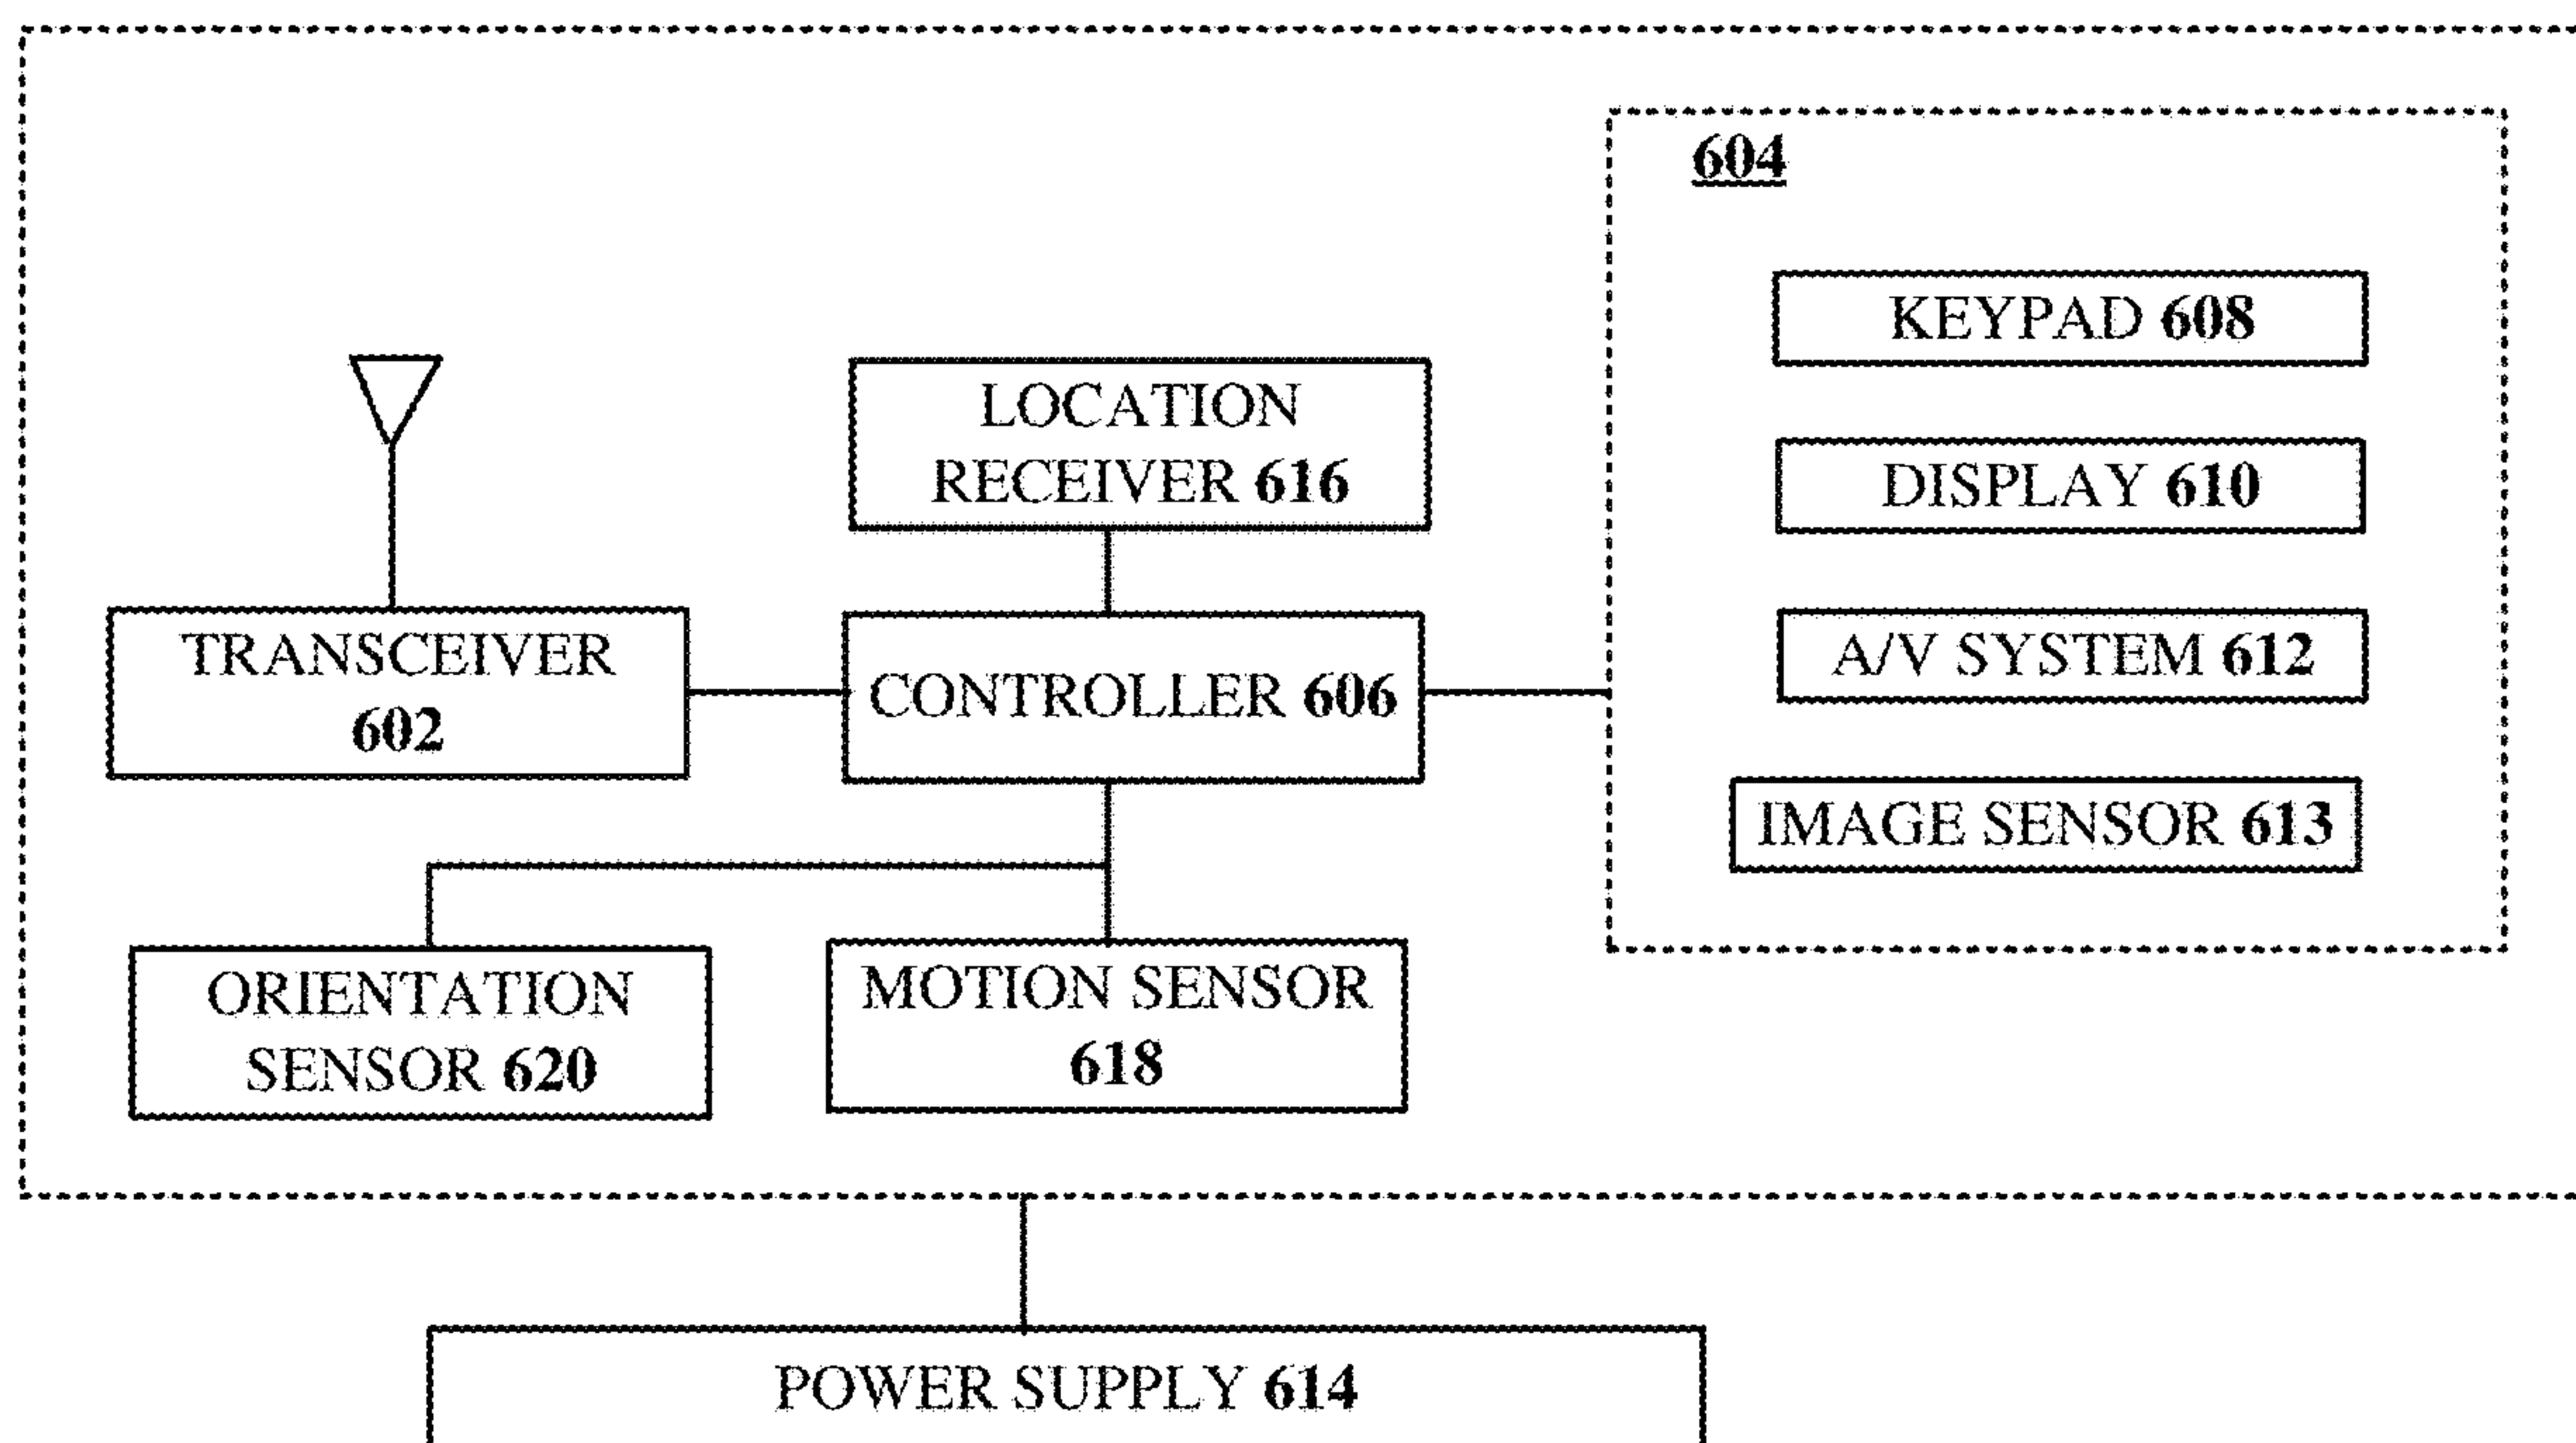 604
KEYPAD 608
DISPLAY 610
A/V SYSTEM 612
IMAGE SENSOR 613
LOCATION
RECEIVER 616
TRANSCEIVER
602
CONTROLLER 606
ORIENTATION
SENSOR 620
MOTION SENSOR
618
POWER SUPPLY 614